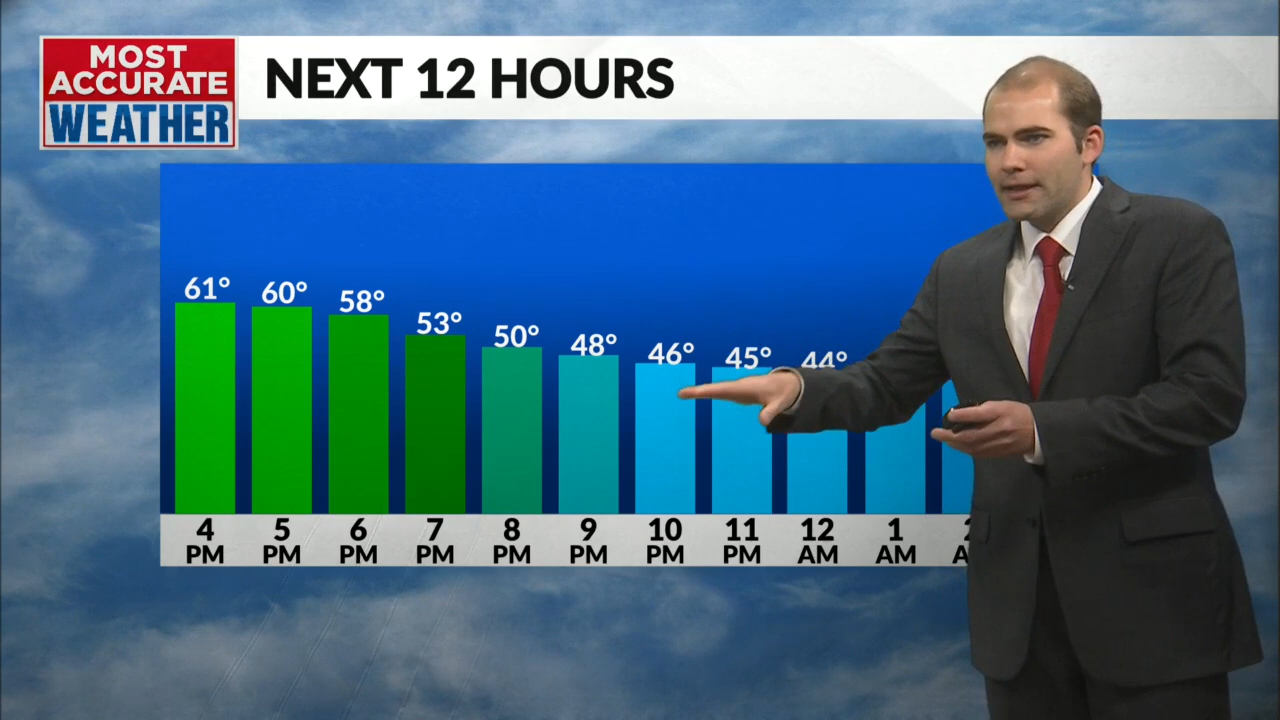 MOST
ACCURATE
WEATHER
NEXT 12 HOURS
61° 60° 58° 53° 50° 48° 46° 45° 44°
4 5 6 7 8 9 10 11 12 1
PM PM PM PM PM PM PM PM AM AM